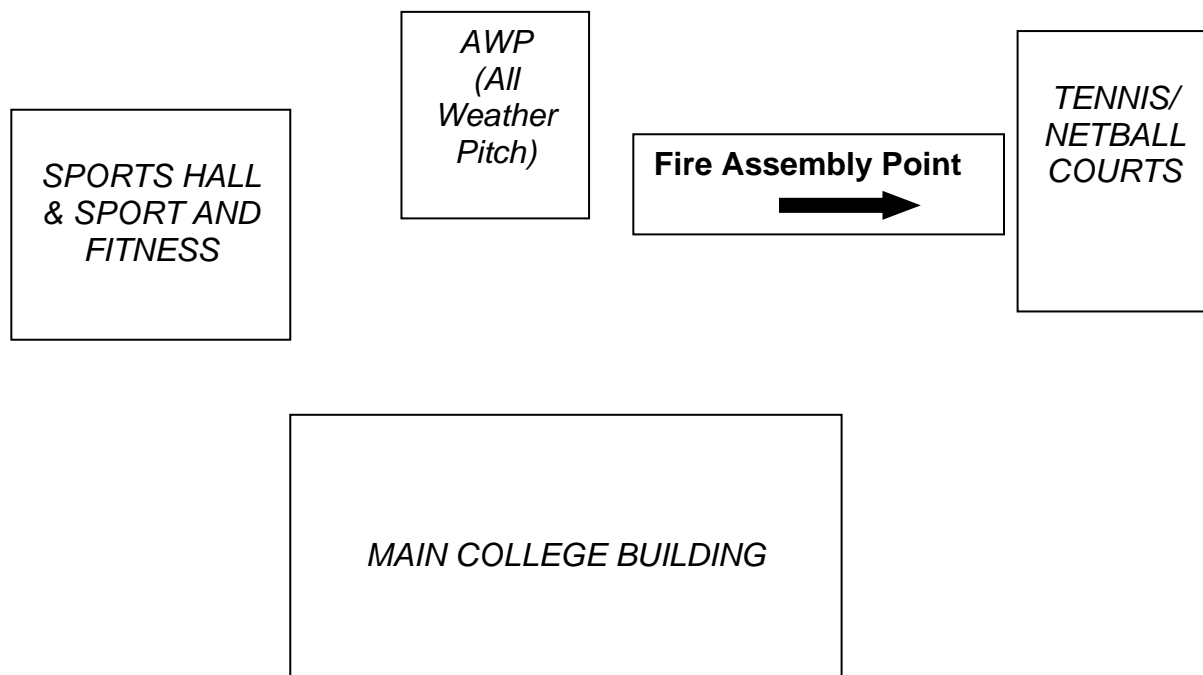 AWP
(All
Weather
Pitch)
TENNIS/
NETBALL
COURTS
Fire Assembly Point
SPORTS HALL
& SPORT AND
FITNESS
MAIN COLLEGE BUILDING